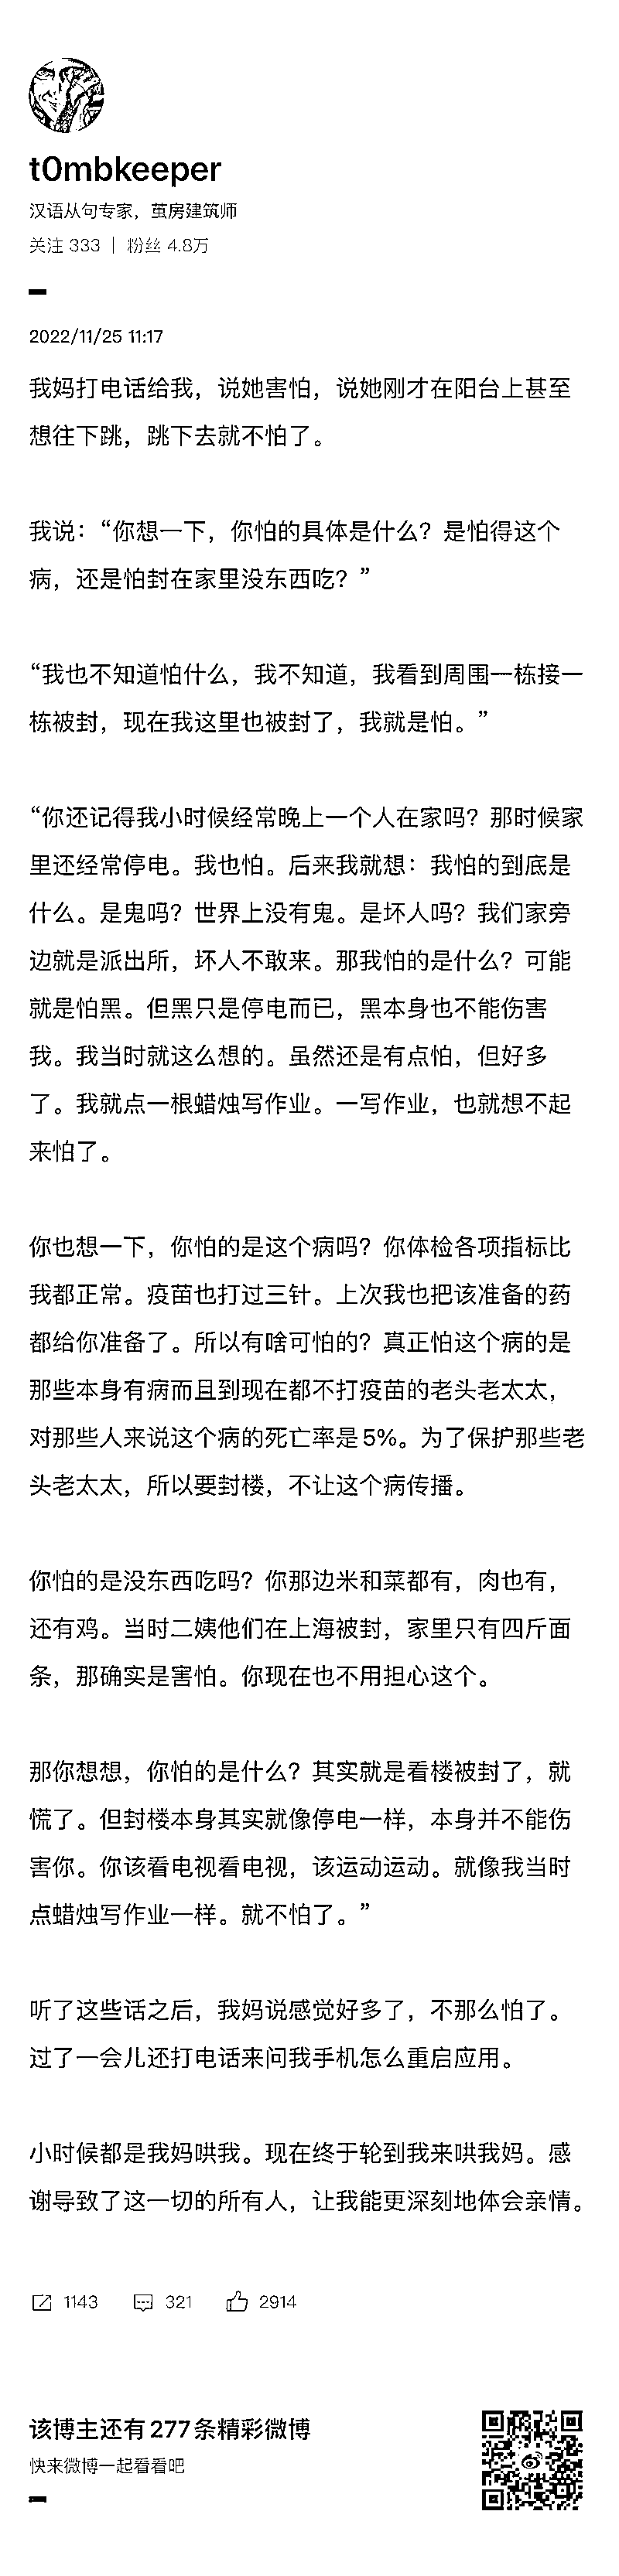 t0mbkeeper
汉语从句专家，茧房建筑师
关注 333 | 粉丝 4.8万
2022/11/25 11:17
我妈打电话给我，说她害怕，说她刚才在阳台上甚至
想往下跳，跳下去就不怕了。
我说：“你想一下，你怕的具体是什么？是怕得这个
病，还是怕封在家里没东西吃？”
“我也不知道怕什么，我不知道，我看到周围一栋接一
栋被封，现在我这里也被封了，我就是怕。”
“你还记得我小时候经常晚上一个人在家吗？那时候家
里还经常停电。我也怕。后来我就想：我怕的到底是
什么。是鬼吗？世界上没有鬼。是坏人吗？我们家旁
边就是派出所，坏人不敢来。那我怕的是什么？可能
就是怕黑。但黑只是停电而已，黑本身也不能伤害
我。我当时就这么想的。虽然还是有点怕，但好多
了。我就点一根蜡烛写作业。一写作业，也就想不起
来怕了。
你也想一下，你怕的是这个病吗？你体检各项指标比
我都正常。疫苗也打过三针。上次我也把该准备的药
都给你准备了。所以有啥可怕的？真正怕这个病的是
那些本身有病而且到现在都不打疫苗的老头老太太，
对那些人来说这个病的死亡率是5%。为了保护那些老
头老太太，所以要封楼，不让这个病传播。
你怕的是没东西吃吗？你那边米和菜都有，肉也有，
还有鸡。当时二姨他们在上海被封，家里只有四斤面
条，那确实是害怕。你现在也不用担心这个。
那你想想，你怕的是什么？其实就是看楼被封了，就
慌了。但封楼本身其实就像停电一样，本身并不能伤
害你。你该看电视看电视，该运动运动。就像我当时
点蜡烛写作业一样。就不怕了。”
听了这些话之后，我妈说感觉好多了，不那么怕了。
过了一会儿还打电话来问我手机怎么重启应用。
小时候都是我妈哄我。现在终于轮到我来哄我妈。感
谢导致了这一切的所有人，让我能更深刻地体会亲情。
1143 321 2914
该博主还有277条精彩微博
快来微博一起看看吧